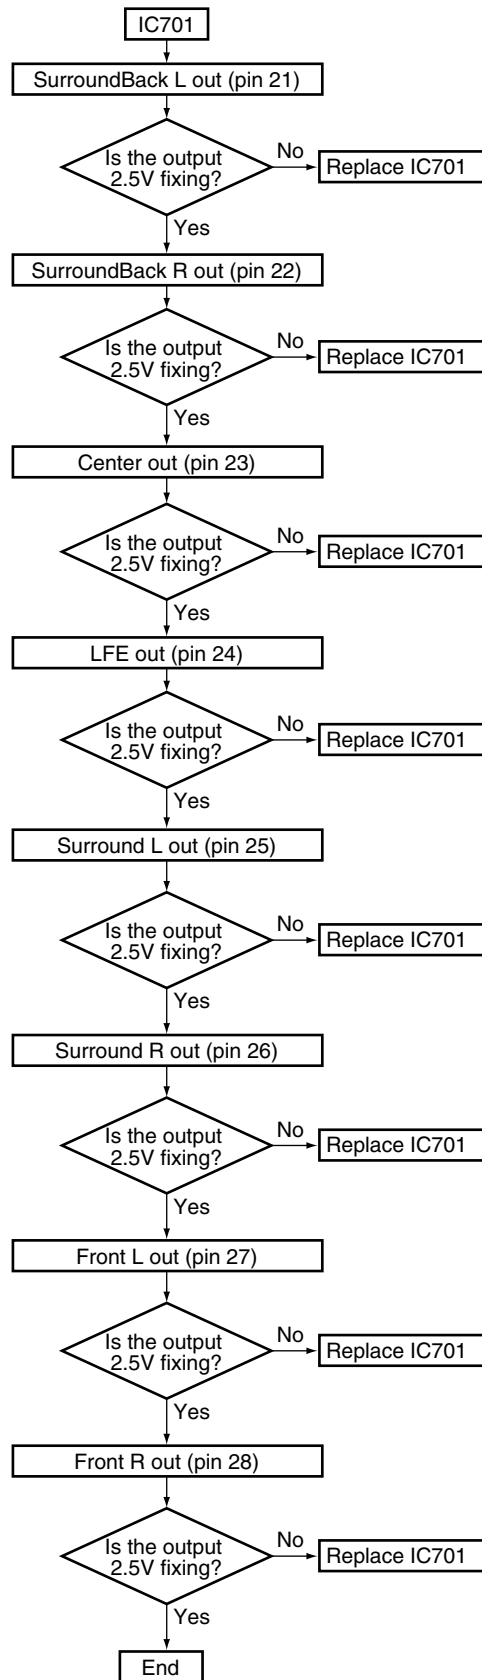 IC701
SurroundBack L out (pin 21)
Is the output
2.5V fixing?
No
Replace IC701
Yes
SurroundBack R out (pin 22)
Is the output
2.5V fixing?
No
Replace IC701
Yes
Center out (pin 23)
Is the output
2.5V fixing?
No
Replace IC701
Yes
LFE out (pin 24)
Is the output
2.5V fixing?
No
Replace IC701
Yes
Surround L out (pin 25)
Is the output
2.5V fixing?
No
Replace IC701
Yes
Surround R out (pin 26)
Is the output
2.5V fixing?
No
Replace IC701
Yes
Front L out (pin 27)
Is the output
2.5V fixing?
No
Replace IC701
Yes
Front R out (pin 28)
Is the output
2.5V fixing?
No
Replace IC701
Yes
End